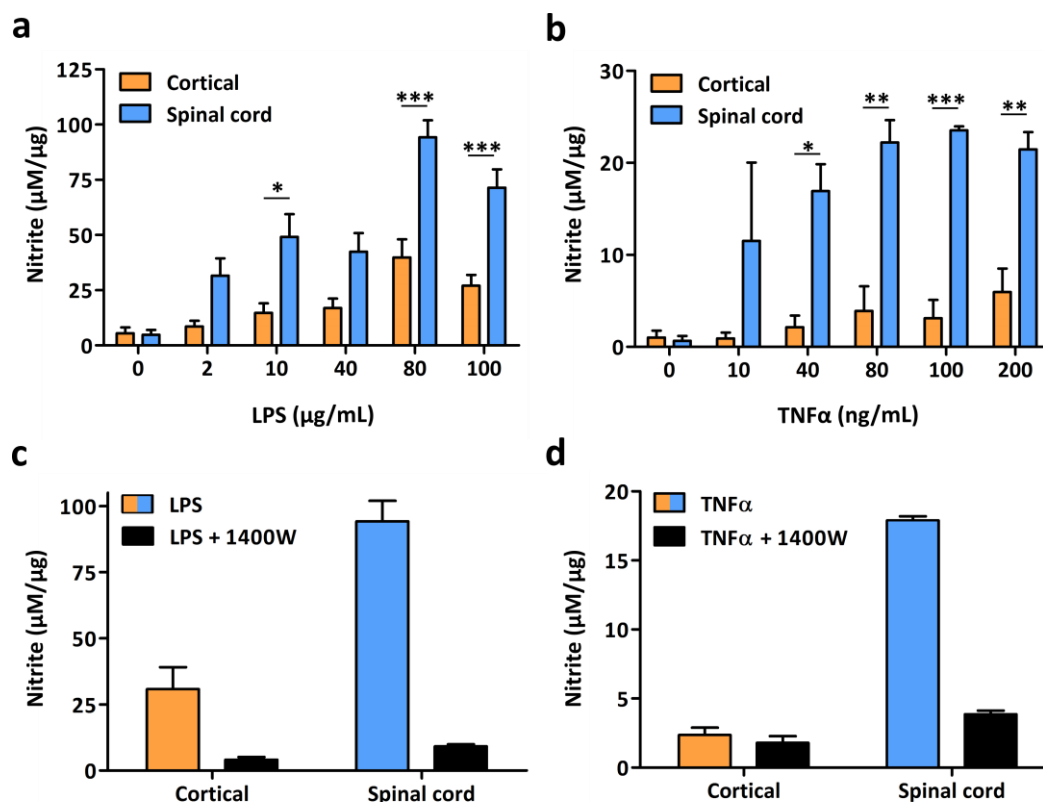 a
b
Nitrite (µM/µg)
125
100
75
50
25
0
Cortical
Spinal cord
*
***
***
0 2 10 40 80 100
LPS (µg/mL)
Nitrite (µM/µg)
30
20
10
0
Cortical
Spinal cord
*
**
***
**
0 10 40 80 100 200
TNFα (ng/mL)
c
d
Nitrite (µM/µg)
100
75
50
25
0
LPS
LPS + 1400W
Cortical Spinal cord
Nitrite (µM/µg)
20
15
10
5
0
TNFα
TNFα + 1400W
Cortical Spinal cord